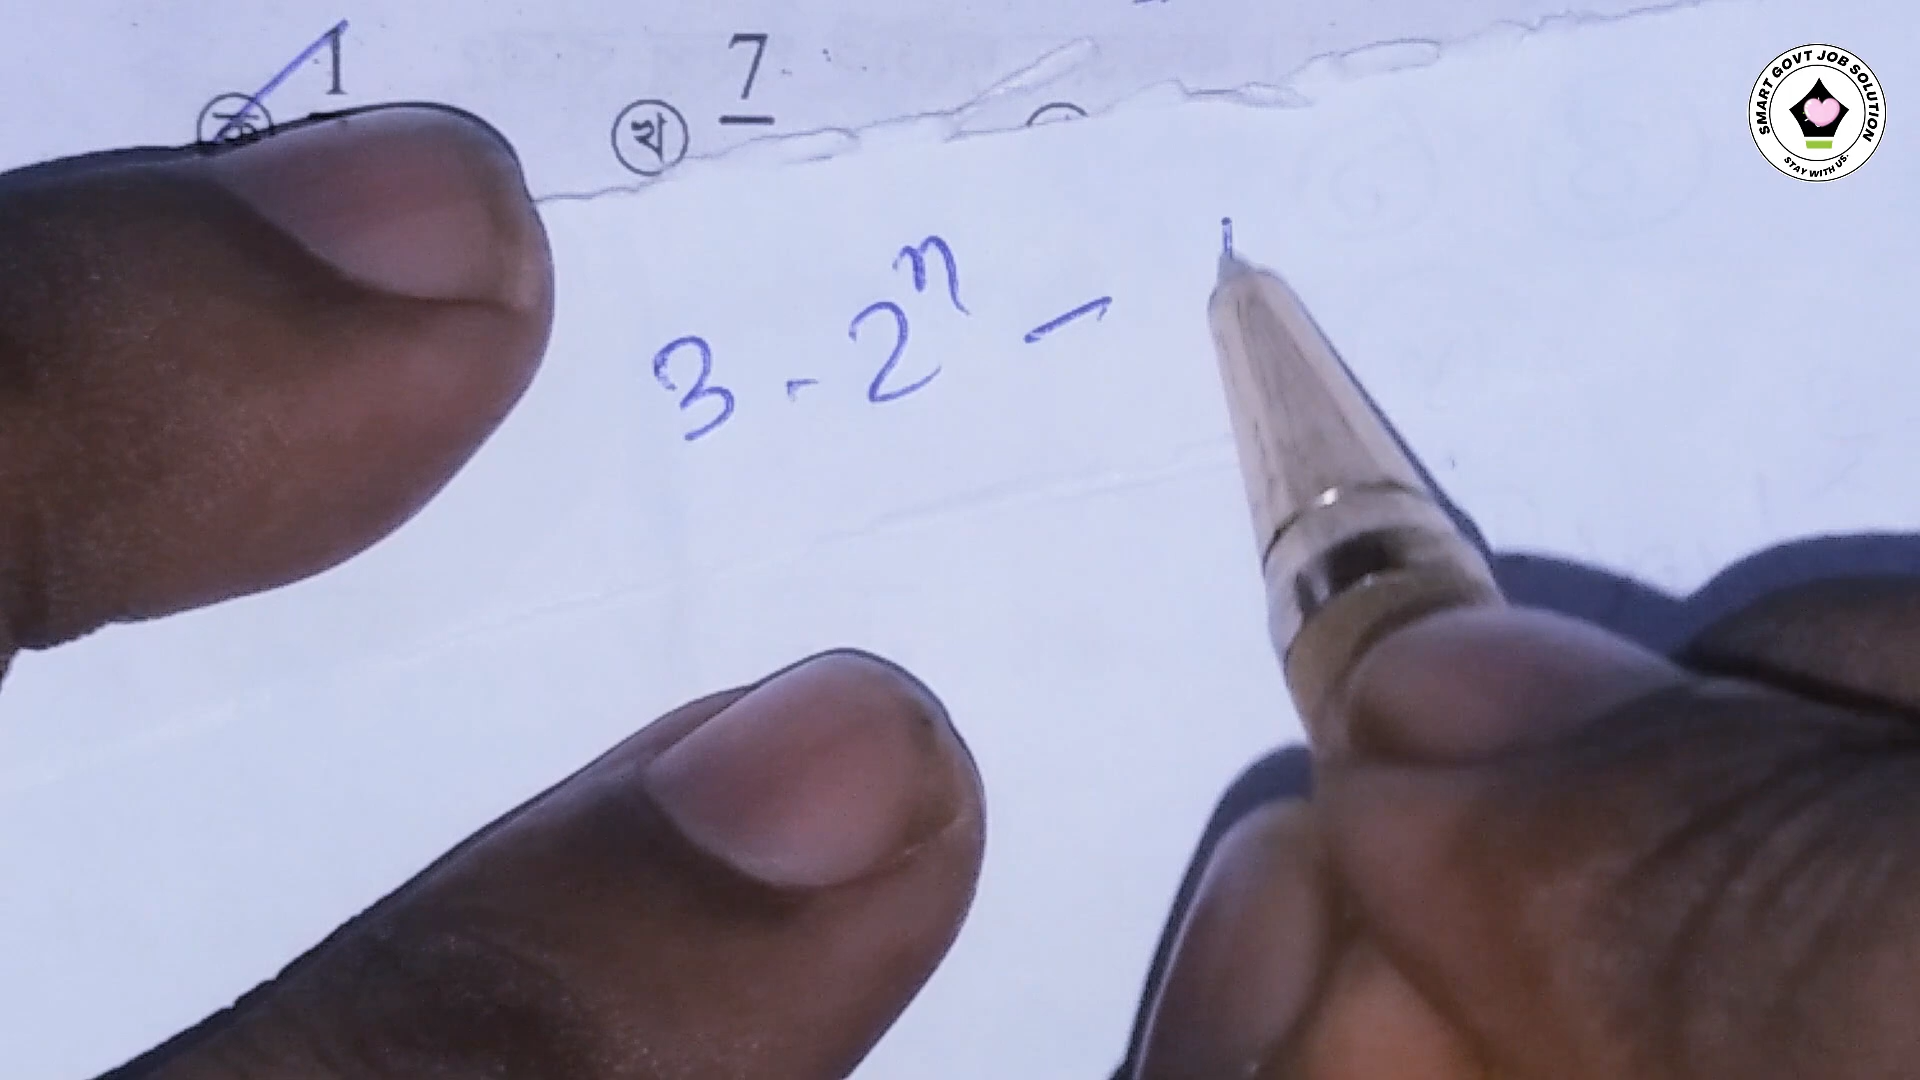 ক 1
খ 7
3 · 2ⁿ −
SMART GOVT JOB SOLUTION
STAY WITH US